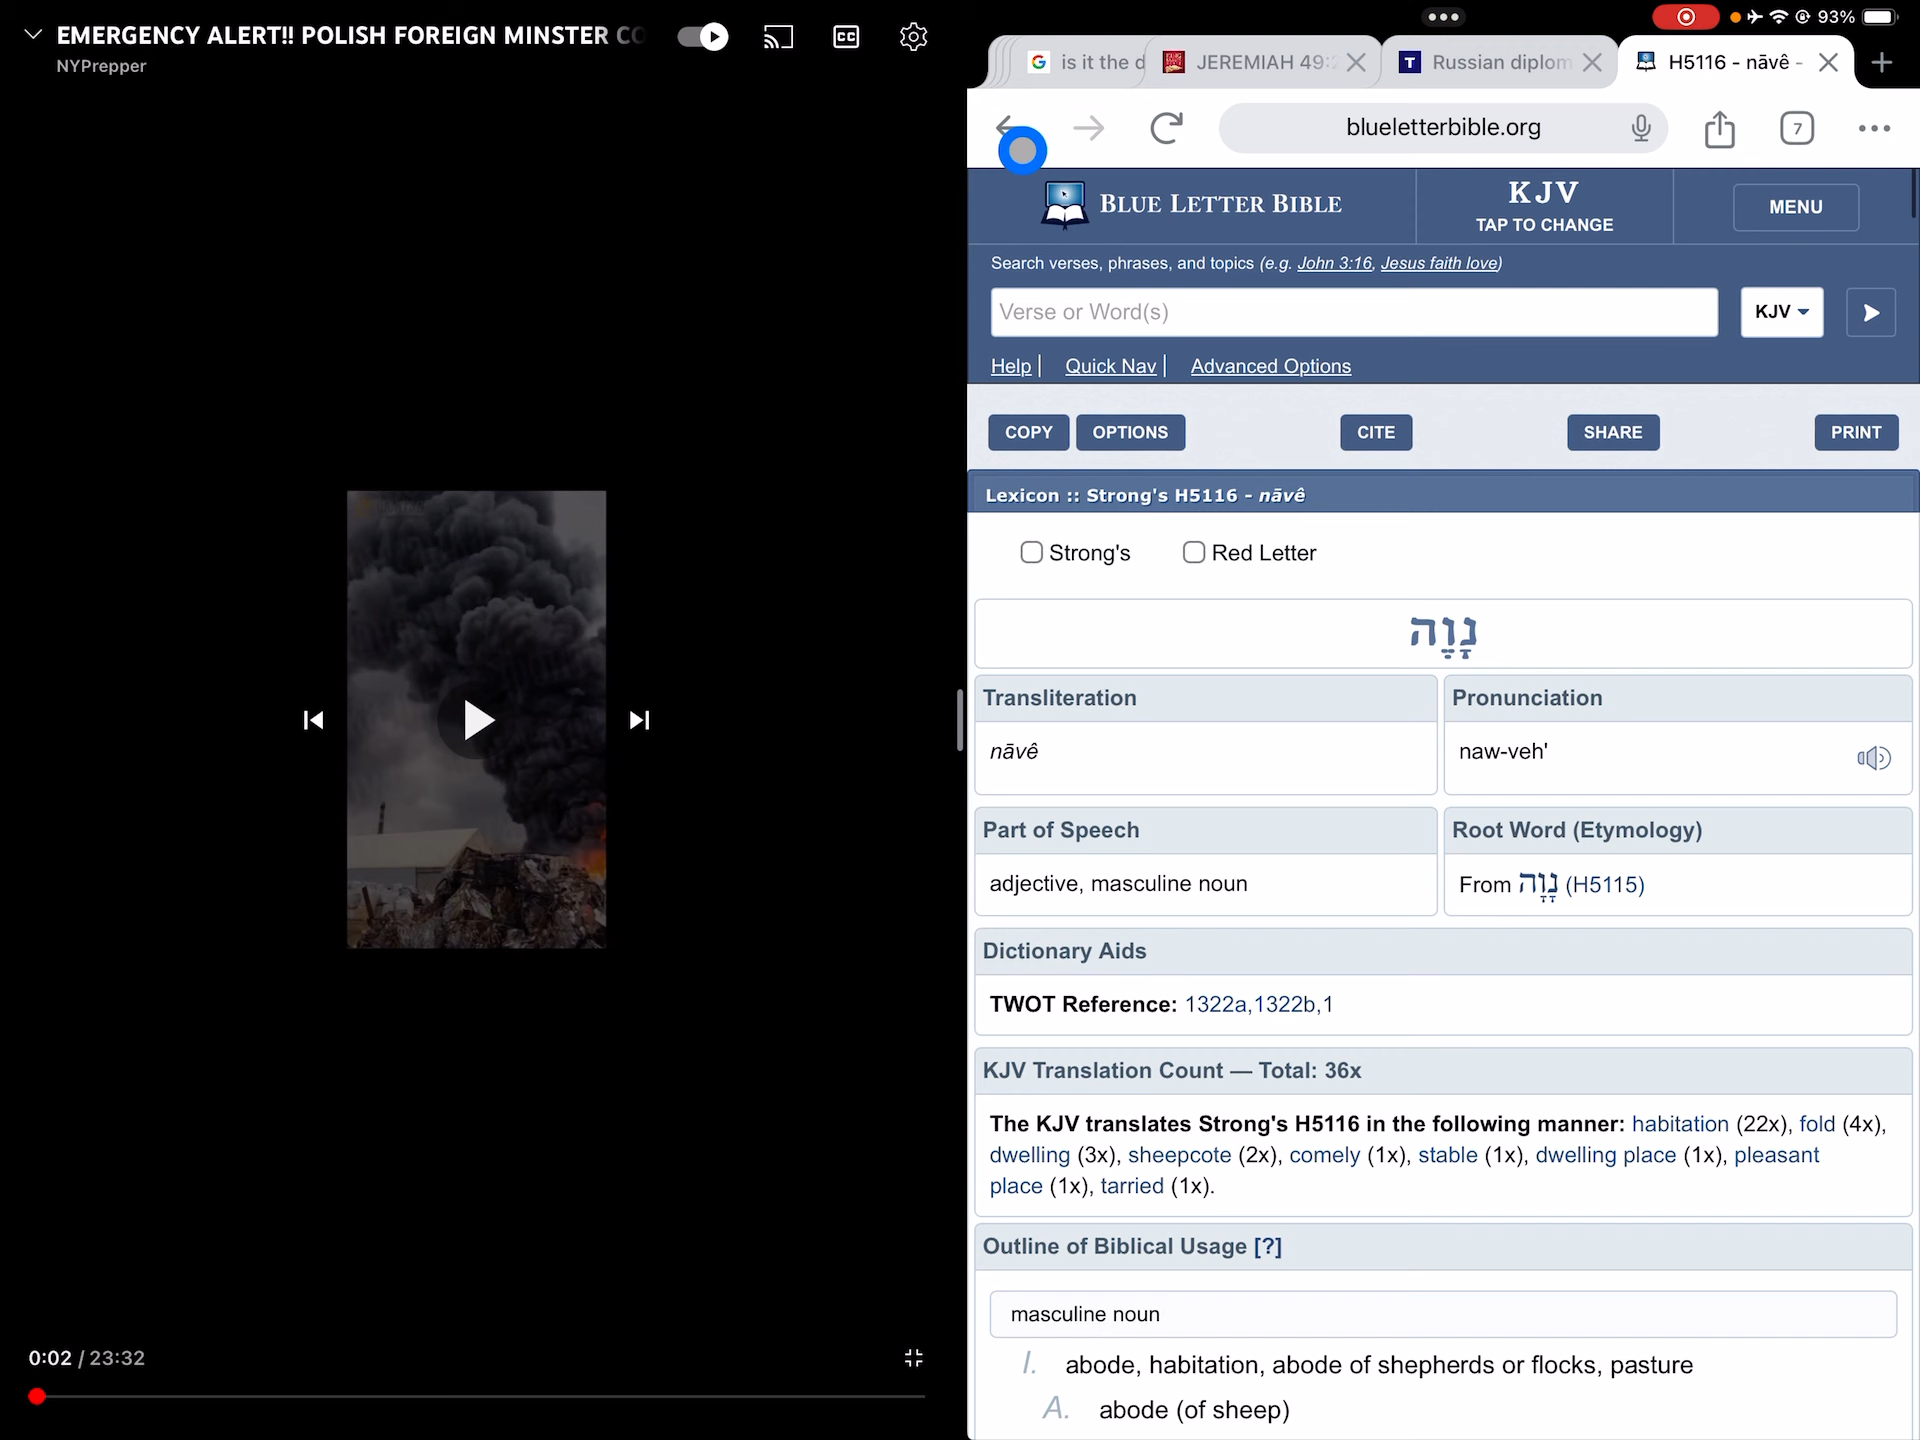 EMERGENCY ALERT!! POLISH FOREIGN MINSTER CO
NYPrepper
CC
0:02 / 23:32
93%
is it the d
JEREMIAH 49:2
Russian diplom
H5116 - nāvê -
blueletterbible.org
7
BLUE LETTER BIBLE
KJV
TAP TO CHANGE
MENU
Search verses, phrases, and topics (e.g. John 3:16, Jesus faith love)
Verse or Word(s)
KJV
Help | Quick Nav | Advanced Options
COPY OPTIONS CITE SHARE PRINT
Lexicon :: Strong's H5116 - nāvê
Strong's Red Letter
נָוֶה
Transliteration
nāvê
Pronunciation
naw-veh'
Part of Speech
adjective, masculine noun
Root Word (Etymology)
From נָוָה (H5115)
Dictionary Aids
TWOT Reference: 1322a,1322b,1
KJV Translation Count — Total: 36x
The KJV translates Strong's H5116 in the following manner: habitation (22x), fold (4x),
dwelling (3x), sheepcote (2x), comely (1x), stable (1x), dwelling place (1x), pleasant
place (1x), tarried (1x).
Outline of Biblical Usage [?]
masculine noun
I. abode, habitation, abode of shepherds or flocks, pasture
A. abode (of sheep)